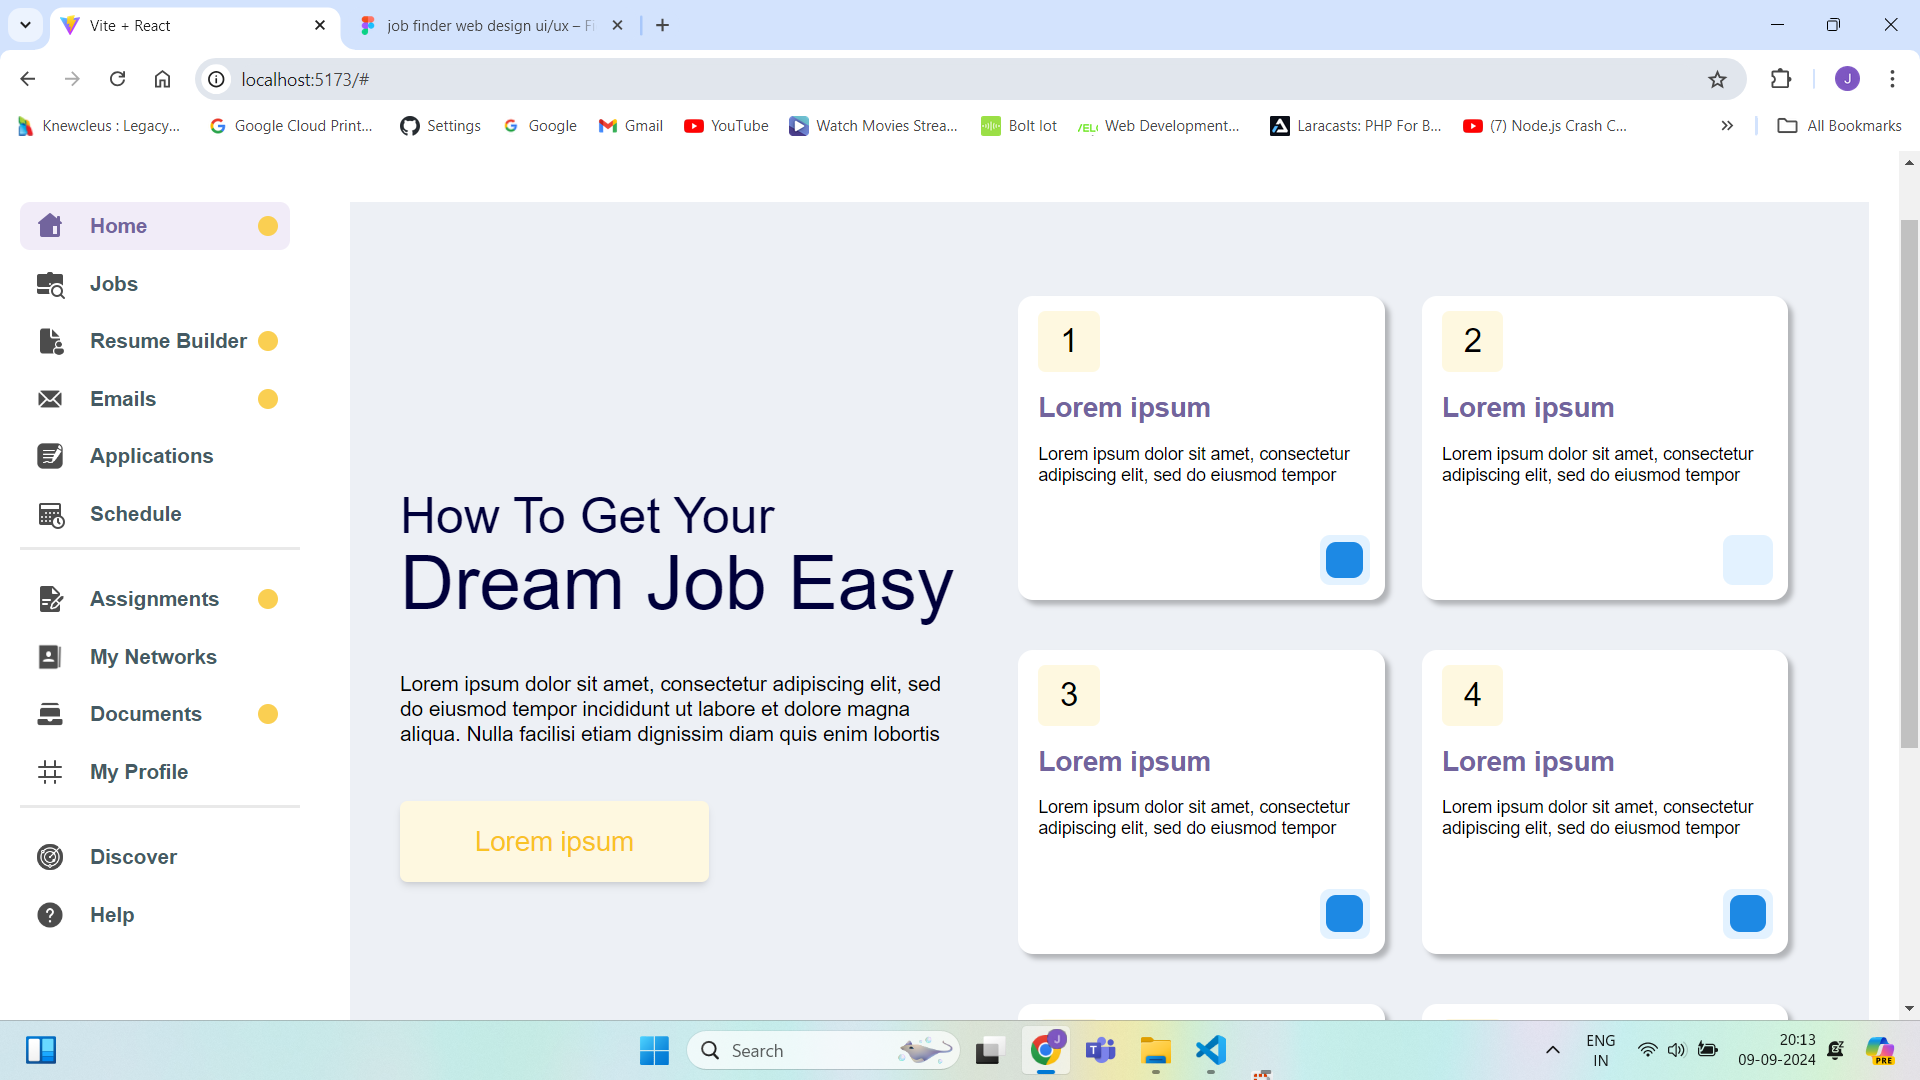 Vite + React
job finder web design ui/ux – Fi
localhost:5173/#
Knewcleus : Legacy...
Google Cloud Print...
Settings
Google
Gmail
YouTube
Watch Movies Strea...
Bolt Iot
Web Development...
Laracasts: PHP For B...
(7) Node.js Crash C...
All Bookmarks
Home
Jobs
Resume Builder
Emails
Applications
Schedule
Assignments
My Networks
Documents
My Profile
Discover
Help
How To Get Your
Dream Job Easy
Lorem ipsum dolor sit amet, consectetur adipiscing elit, sed
do eiusmod tempor incididunt ut labore et dolore magna
aliqua. Nulla facilisi etiam dignissim diam quis enim lobortis
Lorem ipsum
1
Lorem ipsum
Lorem ipsum dolor sit amet, consectetur
adipiscing elit, sed do eiusmod tempor
2
Lorem ipsum
Lorem ipsum dolor sit amet, consectetur
adipiscing elit, sed do eiusmod tempor
3
Lorem ipsum
Lorem ipsum dolor sit amet, consectetur
adipiscing elit, sed do eiusmod tempor
4
Lorem ipsum
Lorem ipsum dolor sit amet, consectetur
adipiscing elit, sed do eiusmod tempor
Search
ENG
IN
20:13
09-09-2024
PRE